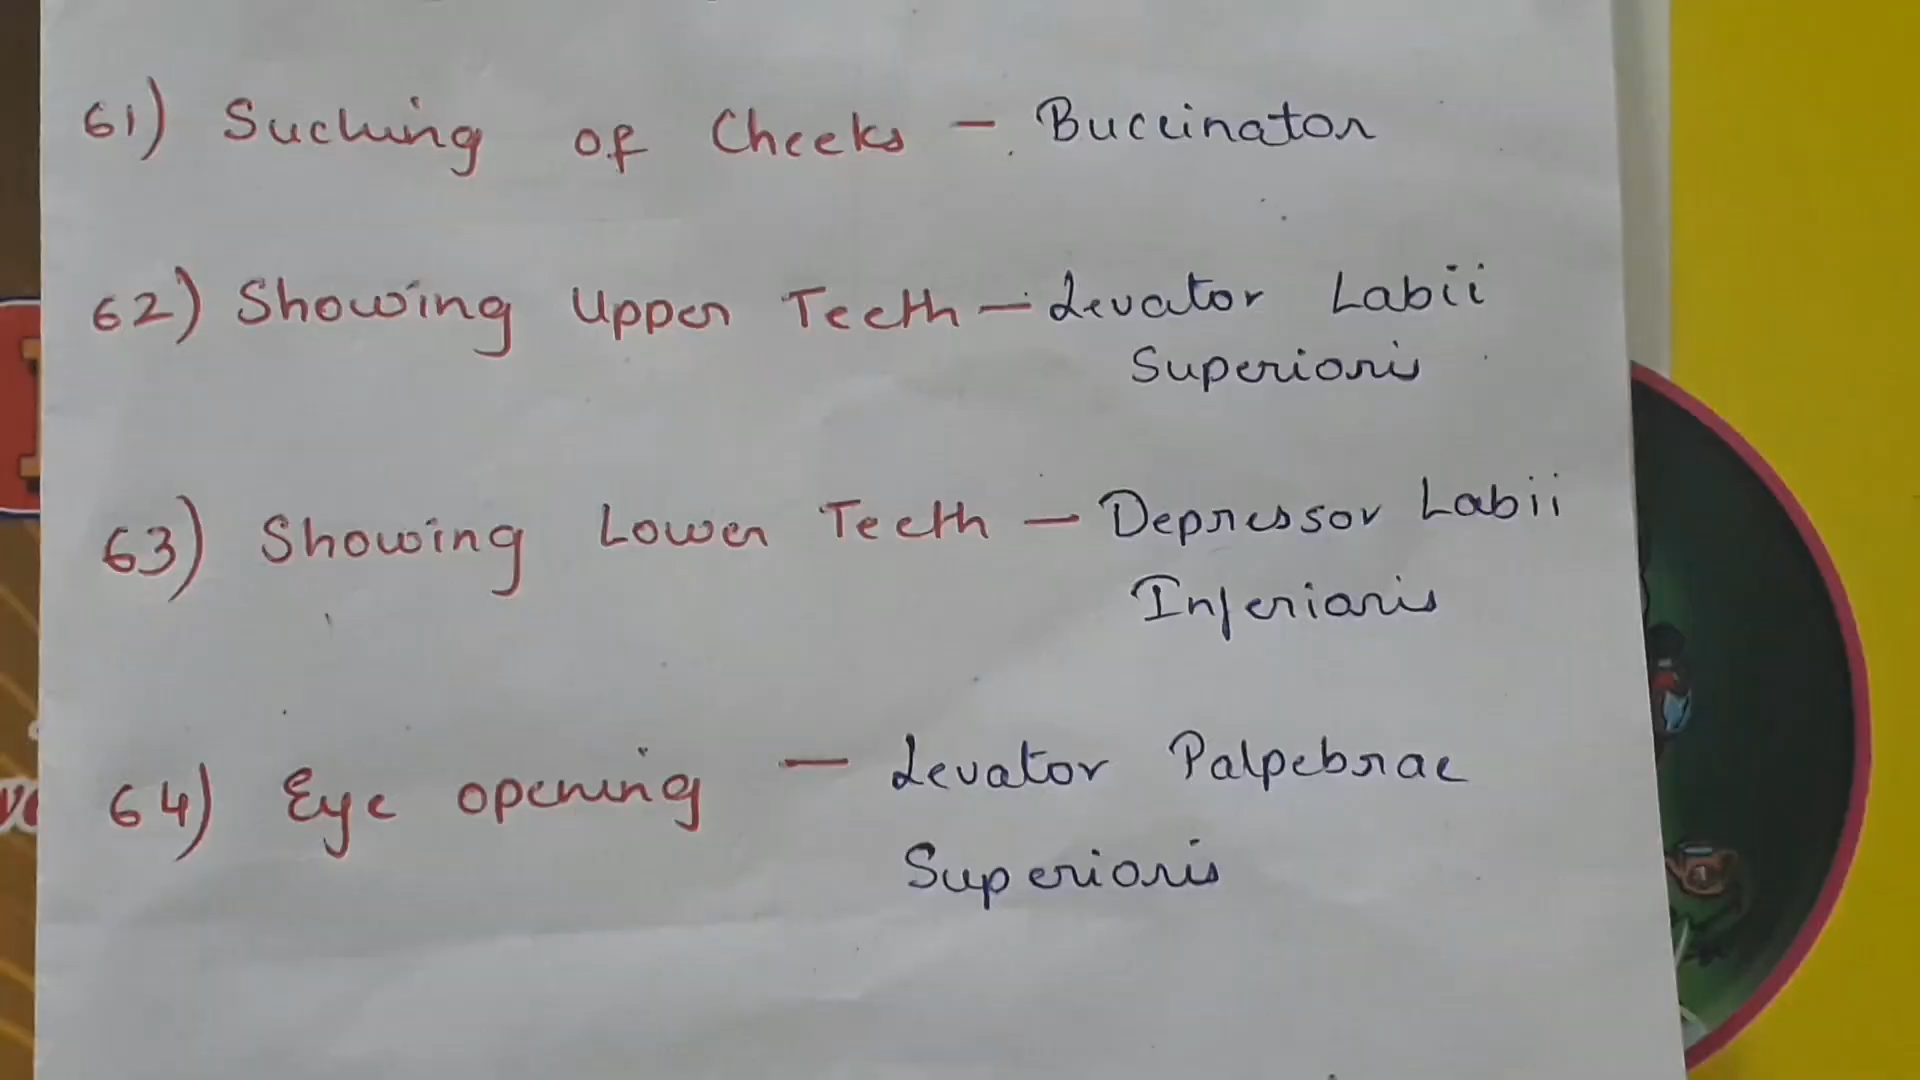 61) Sucking of Cheeks - Buccinator
62) Showing Upper Teeth - Levator Labii
Superioris
63) Showing Lower Teeth - Depressor Labii
Inferioris
64) Eye opening - Levator Palpebrae
Superioris